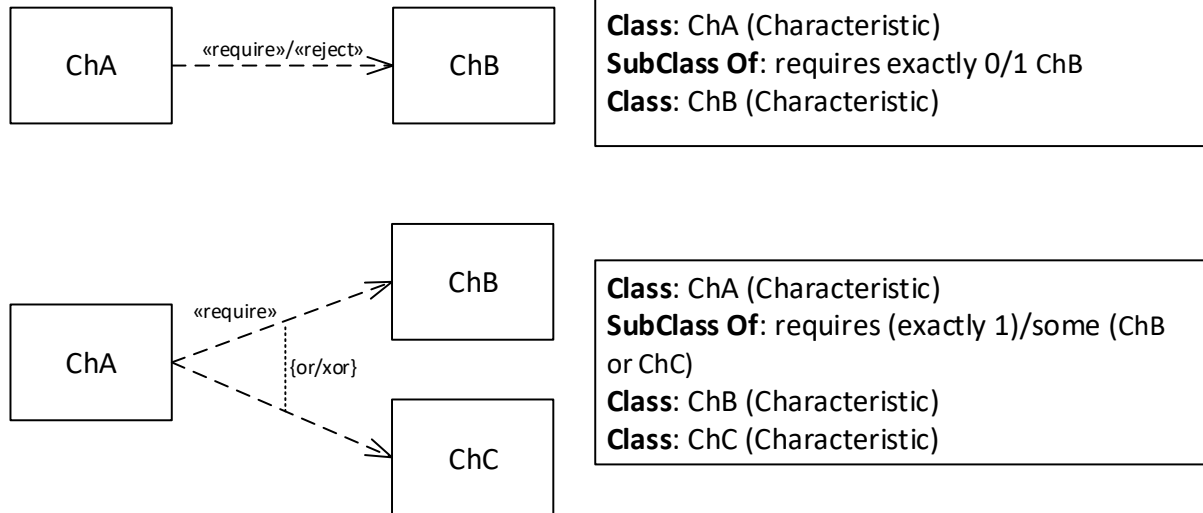 ChA
«require»/«reject»
ChB
Class: ChA (Characteristic)
SubClass Of: requires exactly 0/1 ChB
Class: ChB (Characteristic)
ChA
«require»
{or/xor}
ChB
ChC
Class: ChA (Characteristic)
SubClass Of: requires (exactly 1)/some (ChB
or ChC)
Class: ChB (Characteristic)
Class: ChC (Characteristic)